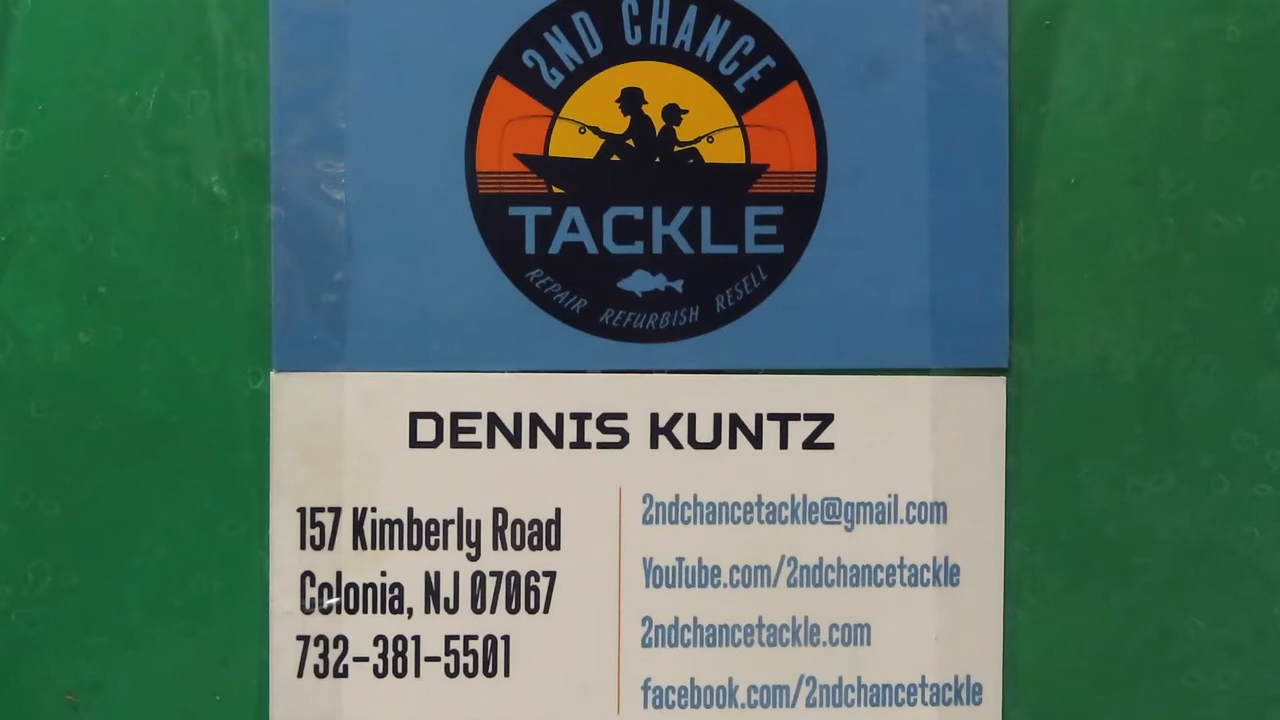 2ND CHANCE
TACKLE
REPAIR REFURBISH RESELL
DENNIS KUNTZ
157 Kimberly Road
Colonia, NJ 07067
732-381-5501
2ndchancetackle@gmail.com
YouTube.com/2ndchancetackle
2ndchancetackle.com
facebook.com/2ndchancetackle